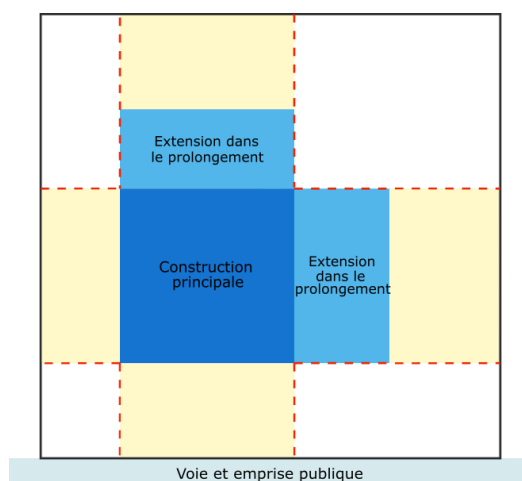 Extension dans
le prolongement
Construction
principale
Extension
dans le
prolongement
Voie et emprise publique